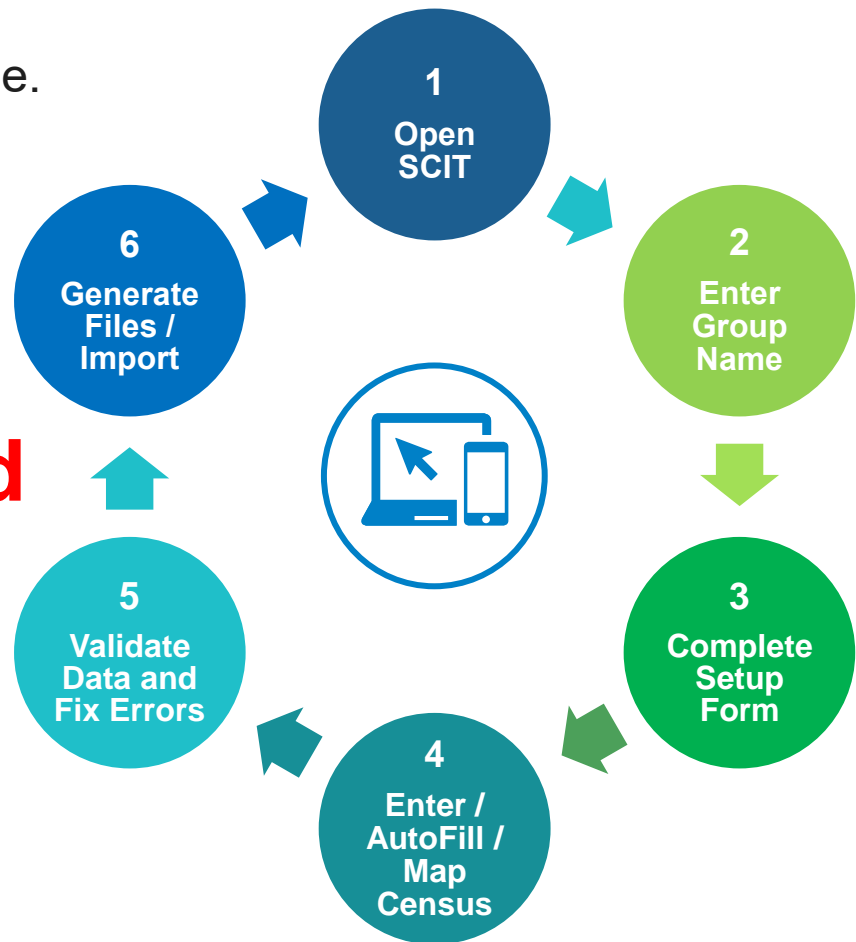 e.
1
Open
SCIT
2
Enter
Group
Name
3
Complete
Setup
Form
4
Enter /
AutoFill /
Map
Census
5
Validate
Data and
Fix Errors
6
Generate
Files /
Import
d